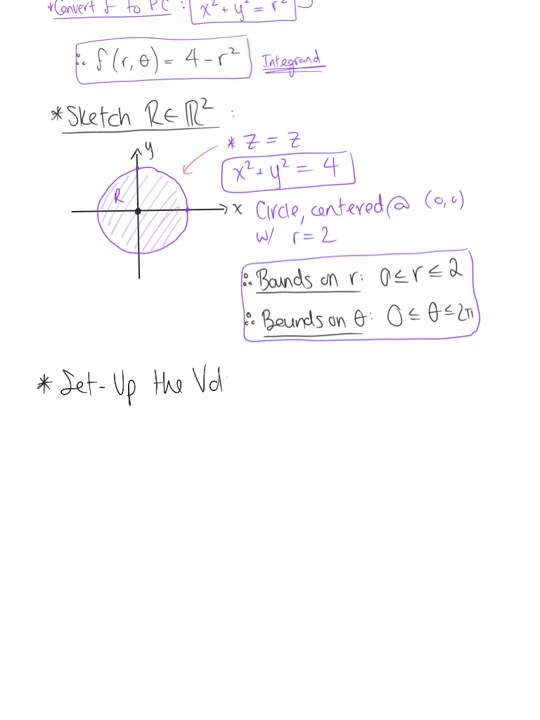 *Convert f to P.C : x² + y² = r²
∴ f(r, θ) = 4 - r² Integrand
*Sketch R ∈ ℝ² :
y
* Z = Z
x² + y² = 4
R
x
Circle, centered @ (0,0)
w/ r = 2
∴ Bounds on r: 0 ≤ r ≤ 2
∴ Bounds on θ: 0 ≤ θ ≤ 2π
* Set-Up the Vol